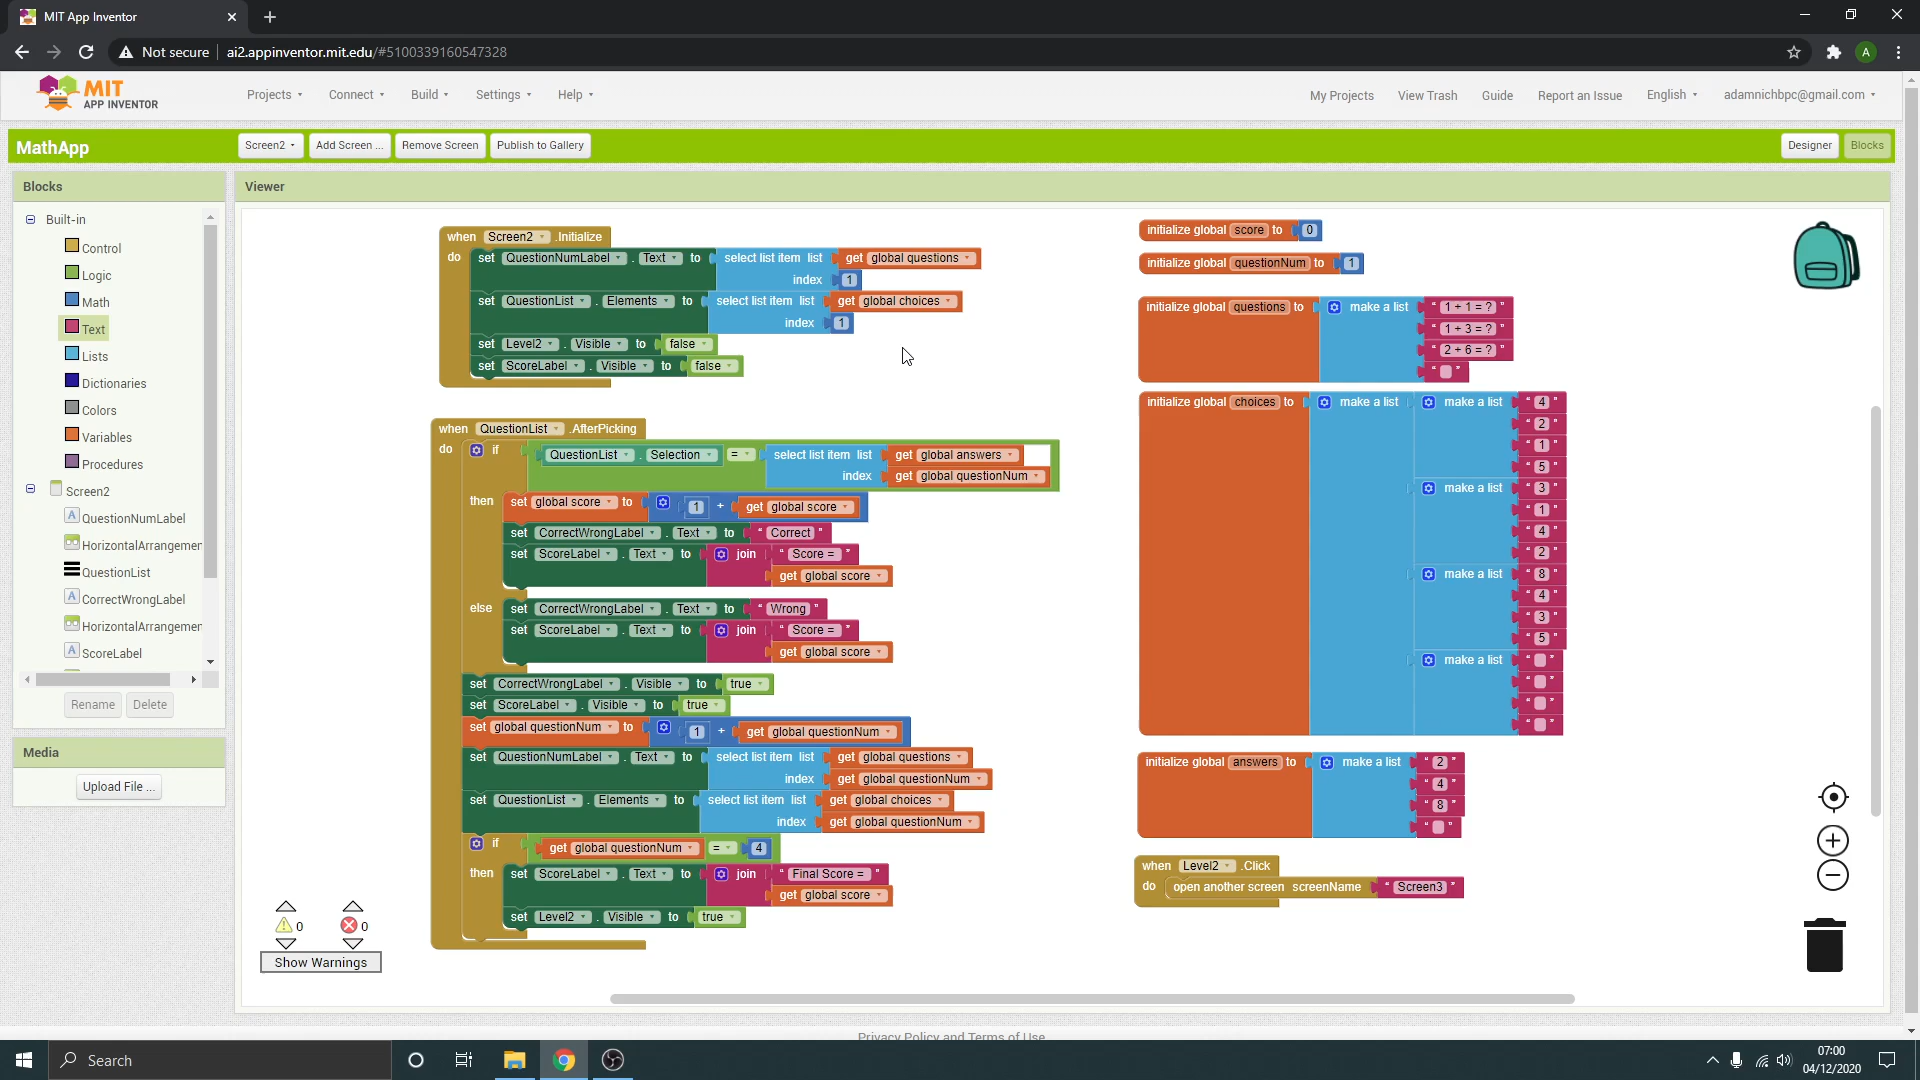 MIT App Inventor
Not secure
ai2.appinventor.mit.edu/#5100339160547328
A
MIT
APP INVENTOR
Projects
Connect
Build
Settings
Help
My Projects
View Trash
Guide
Report an Issue
English
adamnichbpc@gmail.com
MathApp
Screen2
Add Screen ...
Remove Screen
Publish to Gallery
Designer
Blocks
Blocks
Built-in
Control
Logic
Math
Text
Lists
Dictionaries
Colors
Variables
Procedures
Screen2
QuestionNumLabel
HorizontalArrangemen
QuestionList
CorrectWrongLabel
HorizontalArrangemen
ScoreLabel
Rename
Delete
Media
Upload File ...
Viewer
when Screen2 .Initialize
do set QuestionNumLabel . Text to select list item list get global questions
index 1
set QuestionList . Elements to select list item list get global choices
index 1
set Level2 . Visible to false
set ScoreLabel . Visible to false
when QuestionList .AfterPicking
do if QuestionList . Selection = select list item list get global answers
index get global questionNum
then set global score to 1 + get global score
set CorrectWrongLabel . Text to " Correct "
set ScoreLabel . Text to join " Score = "
get global score
else set CorrectWrongLabel . Text to " Wrong "
set ScoreLabel . Text to join " Score = "
get global score
set CorrectWrongLabel . Visible to true
set ScoreLabel . Visible to true
set global questionNum to 1 + get global questionNum
set QuestionNumLabel . Text to select list item list get global questions
index get global questionNum
set QuestionList . Elements to select list item list get global choices
index get global questionNum
if get global questionNum = 4
then set ScoreLabel . Text to join " Final Score = "
get global score
set Level2 . Visible to true
initialize global score to 0
initialize global questionNum to 1
initialize global questions to make a list " 1 + 1 = ? "
" 1 + 3 = ? "
" 2 + 6 = ? "
" "
initialize global choices to make a list make a list " 4 "
" 2 "
" 1 "
" 5 "
make a list " 3 "
" 1 "
" 4 "
" 2 "
make a list " 8 "
" 4 "
" 3 "
" 5 "
make a list " "
" "
" "
" "
initialize global answers to make a list " 2 "
" 4 "
" 8 "
" "
when Level2 .Click
do open another screen screenName " Screen3 "
0
0
Show Warnings
Privacy Policy and Terms of Use
Search
07:00
04/12/2020